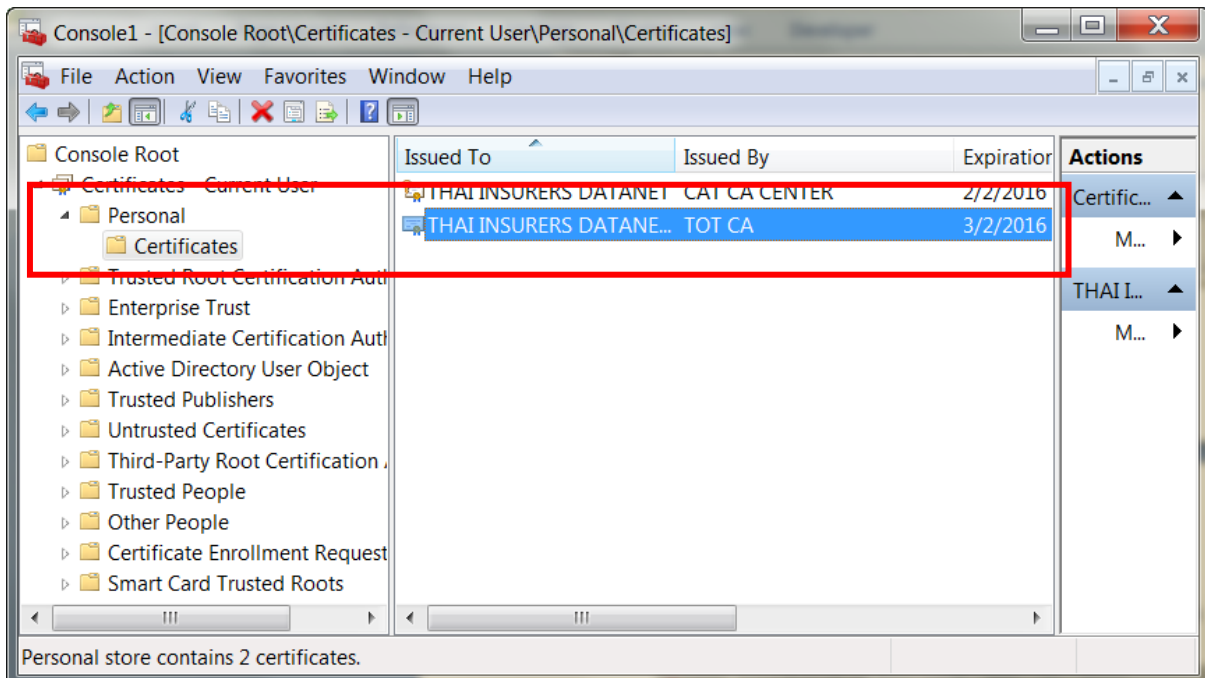 Console1 - [Console Root\Certificates - Current User\Personal\Certificates]
File Action View Favorites Window Help
Console Root
Certificates - Current User
Personal
Certificates
Trusted Root Certification Auth
Enterprise Trust
Intermediate Certification Auth
Active Directory User Object
Trusted Publishers
Untrusted Certificates
Third-Party Root Certification
Trusted People
Other People
Certificate Enrollment Request
Smart Card Trusted Roots
Issued To Issued By Expiration
THAI INSURERS DATANET CAT CA CENTER 2/2/2016
THAI INSURERS DATANE... TOT CA 3/2/2016
Actions
Certific...
M...
THAI I...
M...
Personal store contains 2 certificates.